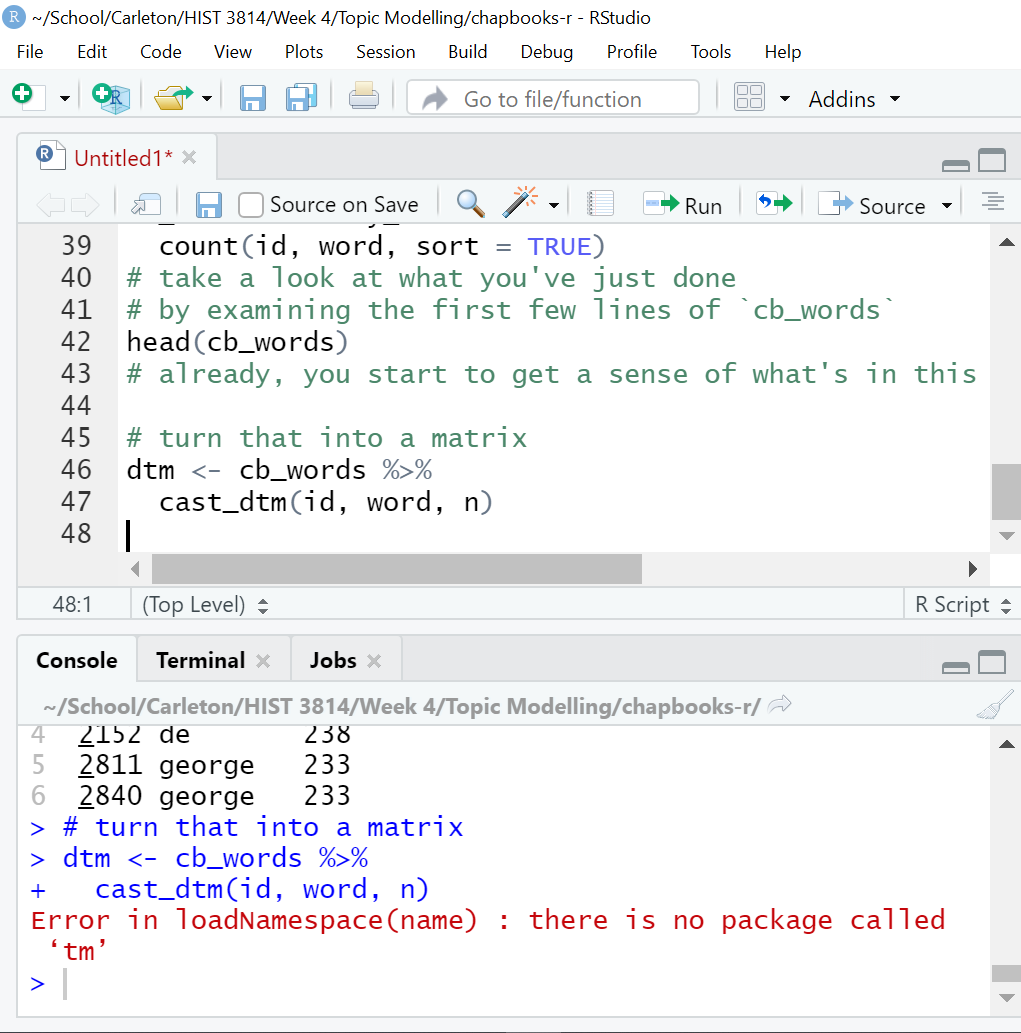 R ~/School/Carleton/HIST 3814/Week 4/Topic Modelling/chapbooks-r - RStudio
File Edit Code View Plots Session Build Debug Profile Tools Help
Go to file/function Addins
Untitled1*
Source on Save Run Source
39   count(id, word, sort = TRUE)
40 # take a look at what you've just done
41 # by examining the first few lines of `cb_words`
42 head(cb_words)
43 # already, you start to get a sense of what's in this
44
45 # turn that into a matrix
46 dtm <- cb_words %>%
47   cast_dtm(id, word, n)
48
48:1 (Top Level) R Script
Console Terminal Jobs
~/School/Carleton/HIST 3814/Week 4/Topic Modelling/chapbooks-r/
4 2152 de 238
5 2811 george 233
6 2840 george 233
> # turn that into a matrix
> dtm <- cb_words %>%
+   cast_dtm(id, word, n)
Error in loadNamespace(name) : there is no package called
‘tm’
>